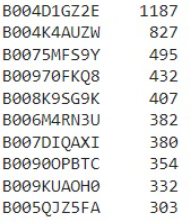 B004D1GZ2E 1187
B004K4AUZW 827
B0075MFS9Y 495
B00970FKQ8 432
B008K9SG9K 407
B006M4RN3U 382
B007DIQAXI 380
B0090OPBTC 354
B009KUAOH0 332
B005QJZ5FA 303